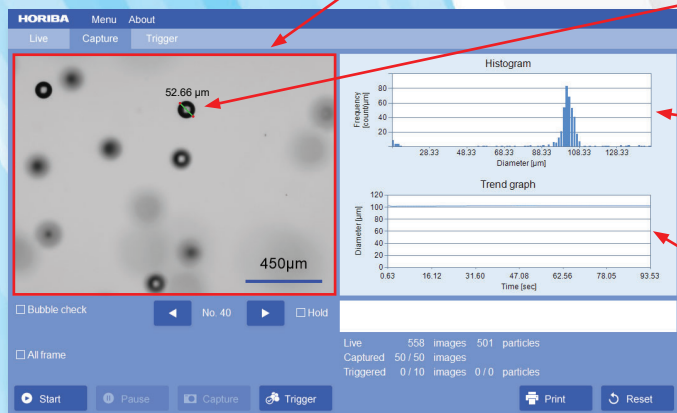 HORIBA Menu About
Live Capture Trigger
52.66 μm
450μm
Histogram
Frequency
[count/μm]
80
60
40
20
28.33 48.33 68.33 88.33 108.33 128.33
Diameter [μm]
Trend graph
Diameter [μm]
120
100
80
60
40
20
0
0.63 16.12 31.60 47.08 62.56 78.05 93.53
Time [sec]
Bubble check No. 40 Hold
All frame
Live 558 images 501 particles
Captured 50/50 images
Triggered 0/10 images 0/0 particles
Start Pause Capture Trigger Print Reset